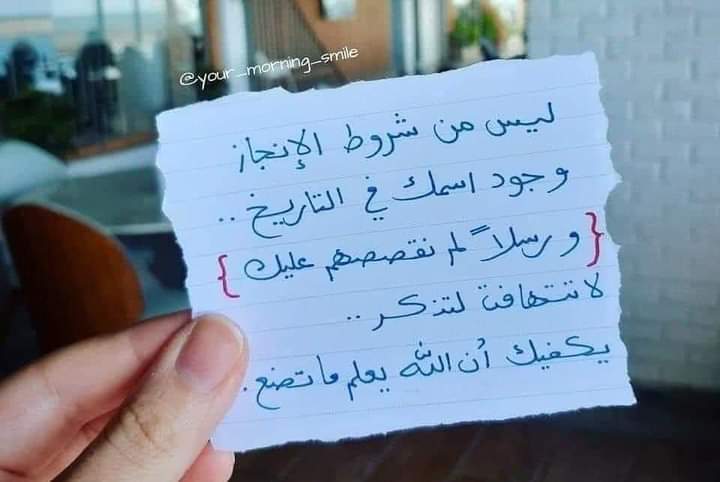 @your_morning_smile
ليس من شروط الإنجاز
وجود اسمك في التاريخ ..
{ ورسلاً لم نقصصهم عليك }
لا تتهافت لتذكر ..
يكفيك أن الله يعلم ما تصنع .